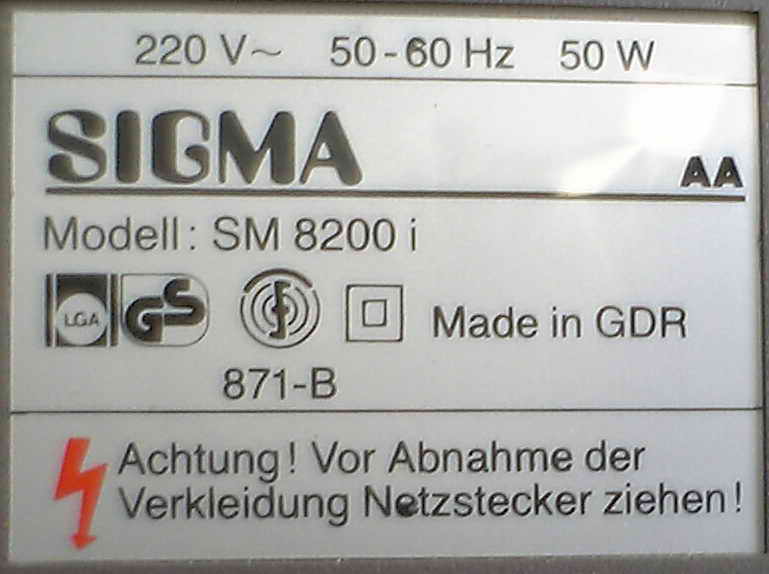 220 V~ 50-60 Hz 50 W
SIGMA AA
Modell: SM 8200 i
LGA GS Made in GDR
871-B
Achtung! Vor Abnahme der
Verkleidung Netzstecker ziehen!